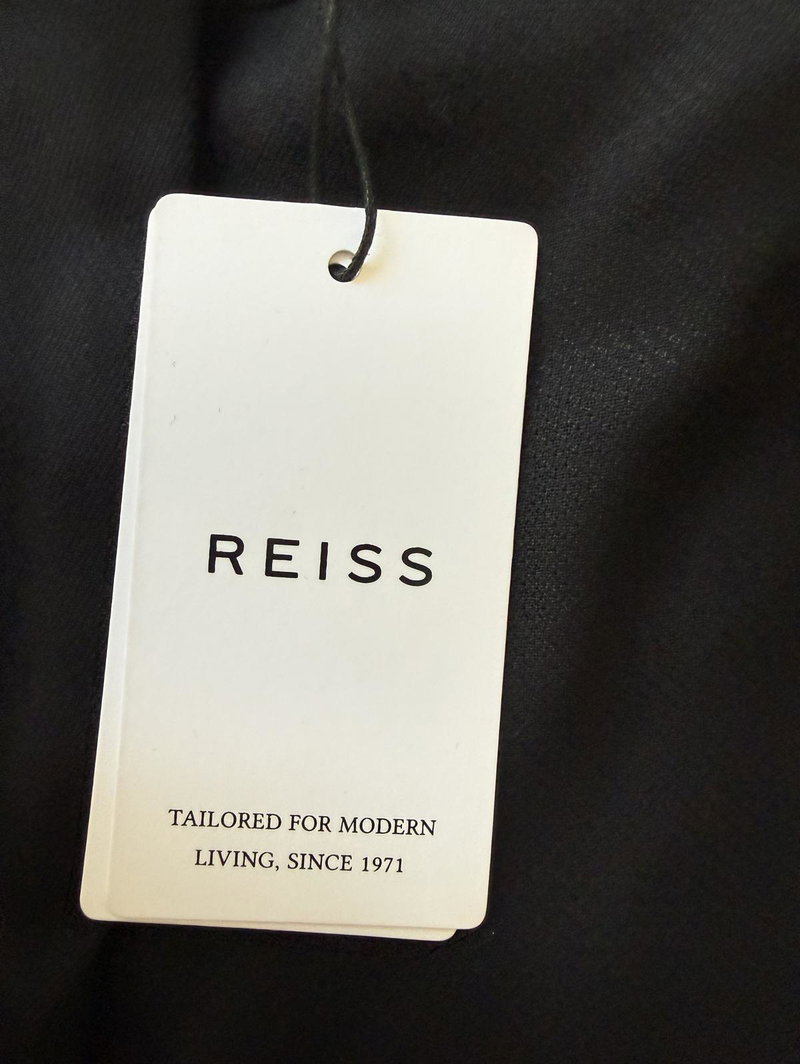 REISS
TAILORED FOR MODERN
LIVING, SINCE 1971